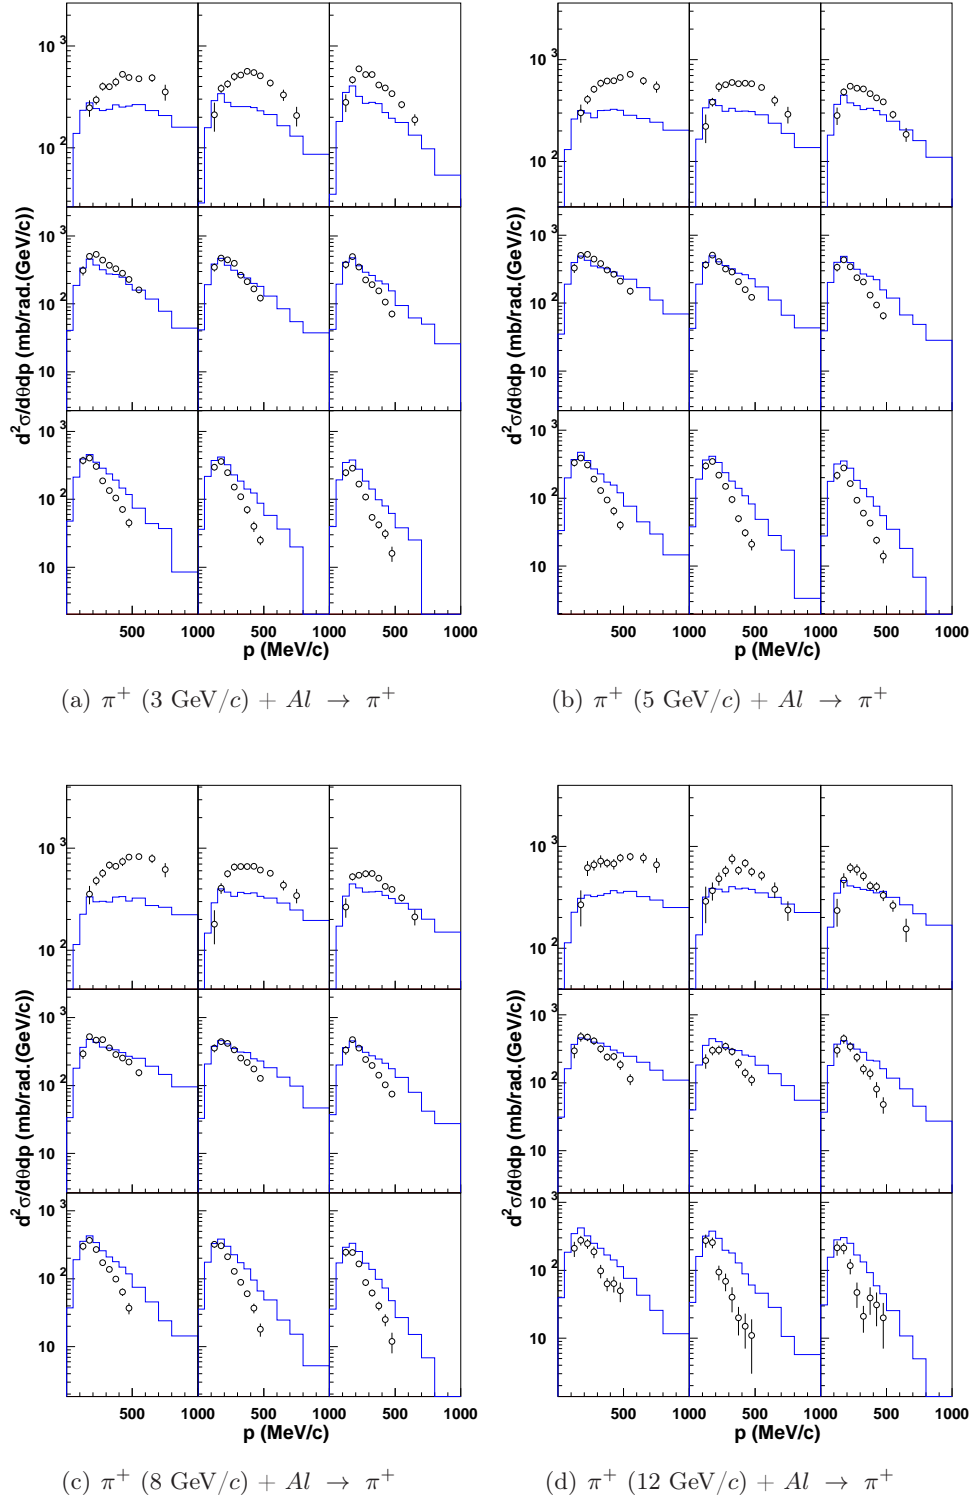 10³
10²
10³
10²
10
10³
10²
10
d²σ/dθdp (mb/rad.(GeV/c))
500 1000 500 1000 500 1000
p (MeV/c)
(a) π⁺ (3 GeV/c) + Al → π⁺
10³
10²
10³
10²
10
10³
10²
10
d²σ/dθdp (mb/rad.(GeV/c))
500 1000 500 1000 500 1000
p (MeV/c)
(b) π⁺ (5 GeV/c) + Al → π⁺
10³
10²
10³
10²
10
10³
10²
10
d²σ/dθdp (mb/rad.(GeV/c))
500 1000 500 1000 500 1000
p (MeV/c)
(c) π⁺ (8 GeV/c) + Al → π⁺
10³
10²
10³
10²
10
10³
10²
10
d²σ/dθdp (mb/rad.(GeV/c))
500 1000 500 1000 500 1000
p (MeV/c)
(d) π⁺ (12 GeV/c) + Al → π⁺